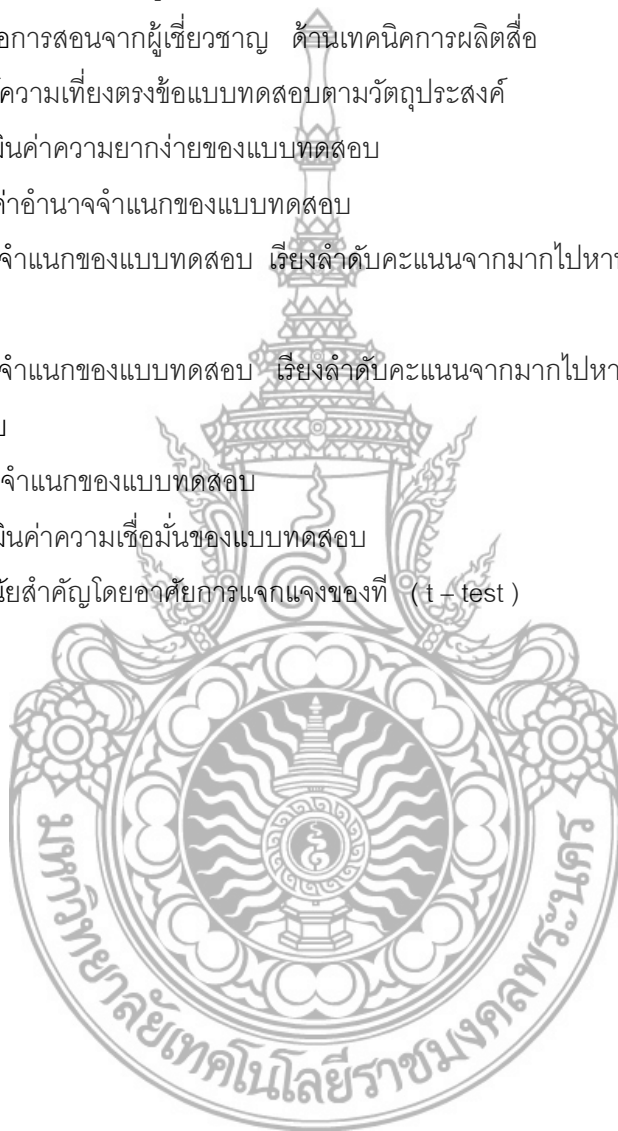 อการสอนจากผู้เชี่ยวชาญ ด้านเทคนิคการผลิตสื่อ
ความเที่ยงตรงข้อแบบทดสอบตามวัตถุประสงค์
มินค่าความยากง่ายของแบบทดสอบ
ค่าอำนาจจำแนกของแบบทดสอบ
จำแนกของแบบทดสอบ เรียงลำดับคะแนนจากมากไปหา
จำแนกของแบบทดสอบ เรียงลำดับคะแนนจากมากไปหา
บ
จำแนกของแบบทดสอบ
มินค่าความเชื่อมั่นของแบบทดสอบ
นัยสำคัญโดยอาศัยการแจกแจงของที ( t – test )
มหาวิทยาลัยเทคโนโลยีราชมงคลพระนคร